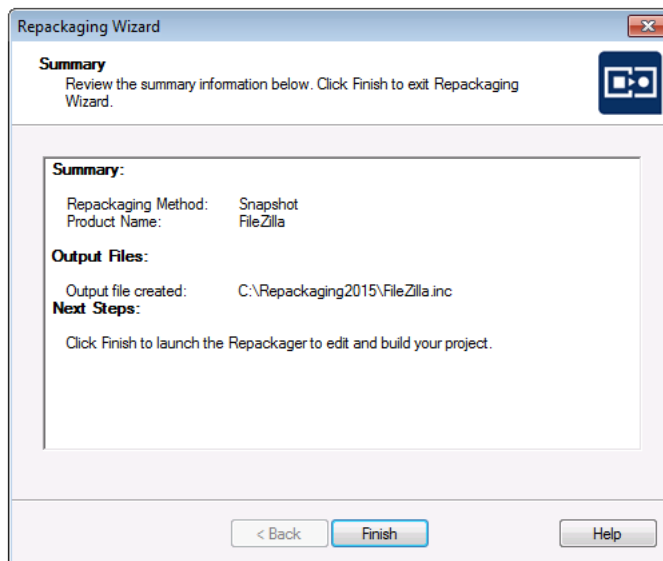 Repackaging Wizard
Summary
Review the summary information below. Click Finish to exit Repackaging
Wizard.
Summary:
Repackaging Method: Snapshot
Product Name: FileZilla
Output Files:
Output file created: C:\Repackaging2015\FileZilla.inc
Next Steps:
Click Finish to launch the Repackager to edit and build your project.
< Back Finish Help